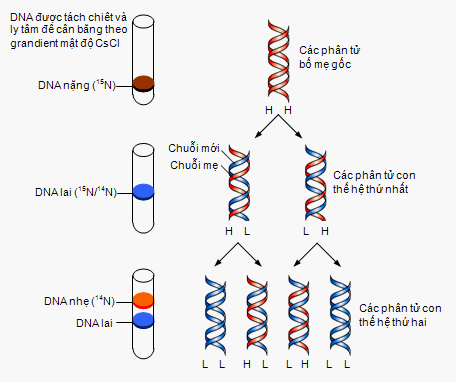 DNA được tách chiết và
ly tâm để cân bằng theo
grandient mật độ CsCl
DNA nặng (¹⁵N)
Các phân tử
bố mẹ gốc
H H
Chuỗi mới
Chuỗi mẹ
DNA lai (¹⁵N/¹⁴N)
Các phân tử con
thế hệ thứ nhất
H L
L H
DNA nhẹ (¹⁴N)
DNA lai
Các phân tử con
thế hệ thứ hai
L L
H L
L H
L L